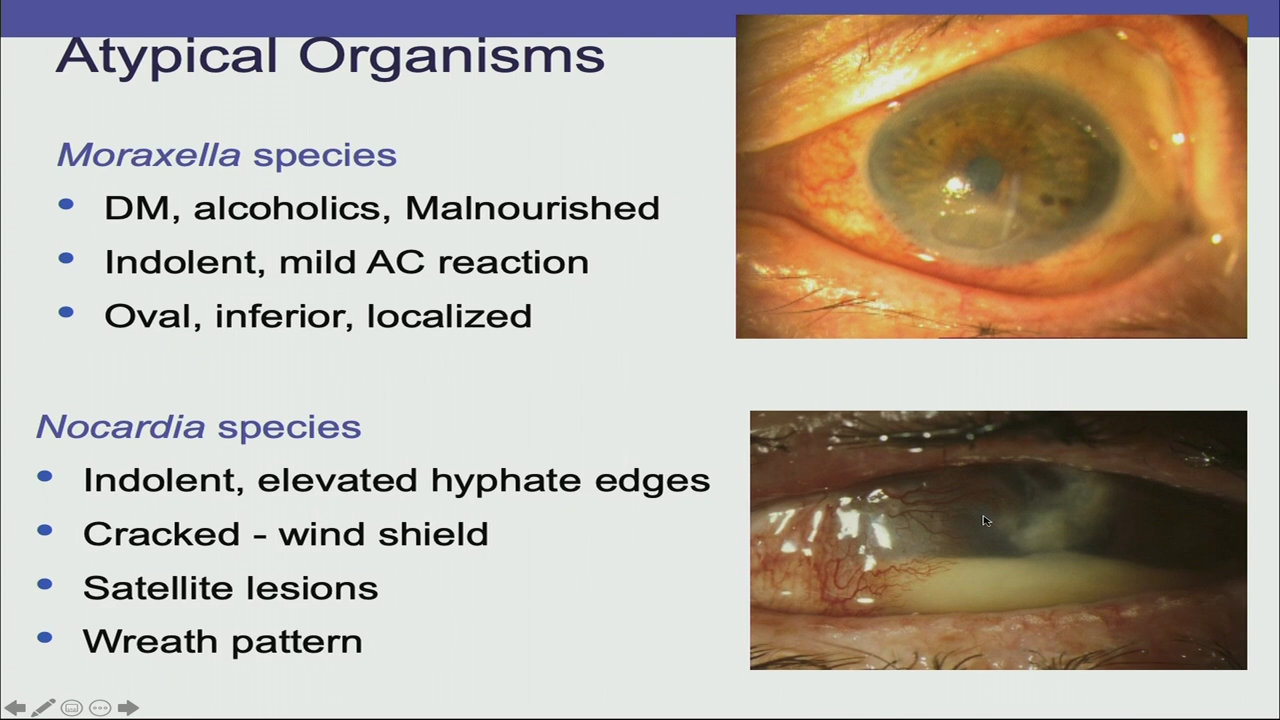 Atypical Organisms
Moraxella species
• DM, alcoholics, Malnourished
• Indolent, mild AC reaction
• Oval, inferior, localized
Nocardia species
• Indolent, elevated hyphate edges
• Cracked - wind shield
• Satellite lesions
• Wreath pattern